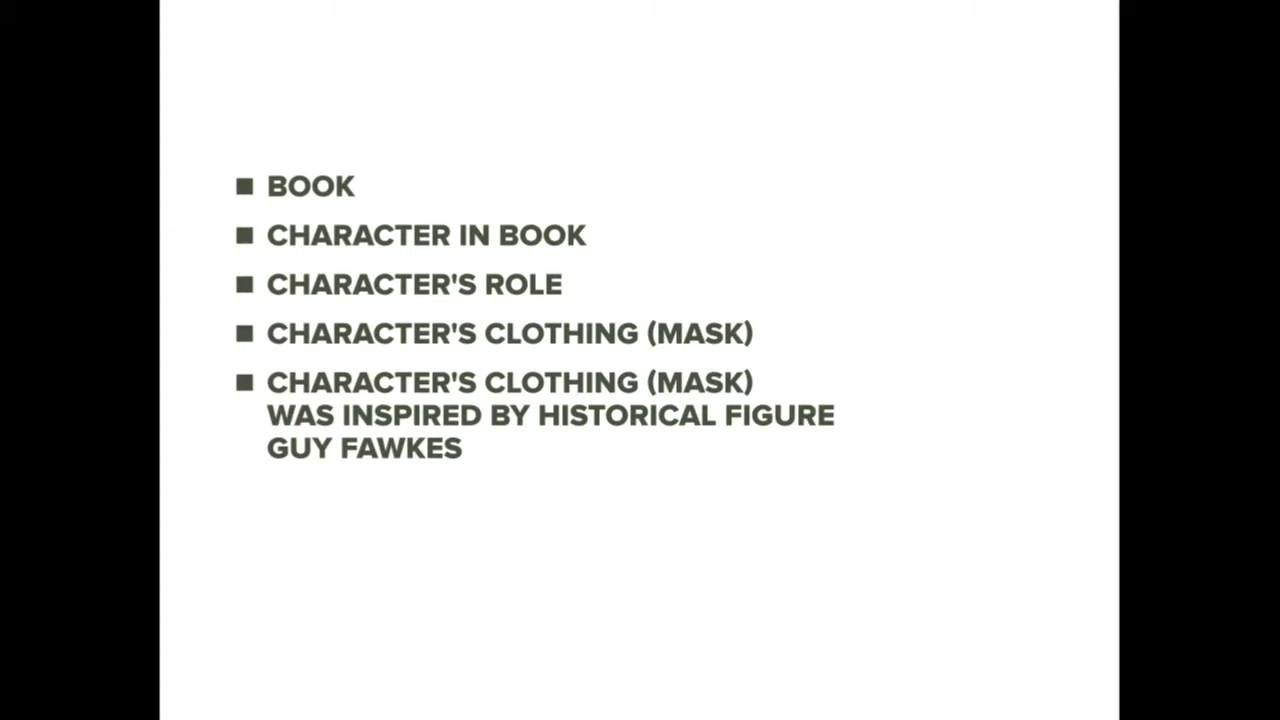 ■ BOOK
■ CHARACTER IN BOOK
■ CHARACTER'S ROLE
■ CHARACTER'S CLOTHING (MASK)
■ CHARACTER'S CLOTHING (MASK)
WAS INSPIRED BY HISTORICAL FIGURE
GUY FAWKES